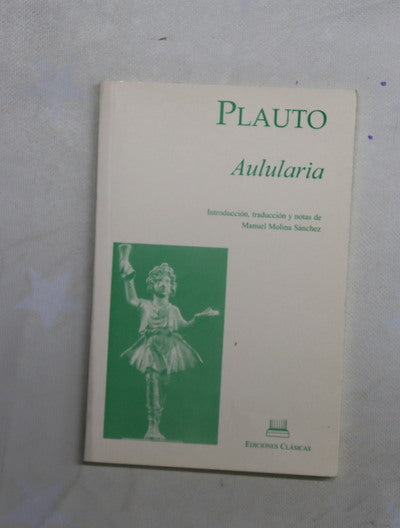 PLAUTO
Aulularia
Introducción, traducción y notas de
Manuel Molina Sánchez
EDICIONES CLÁSICAS